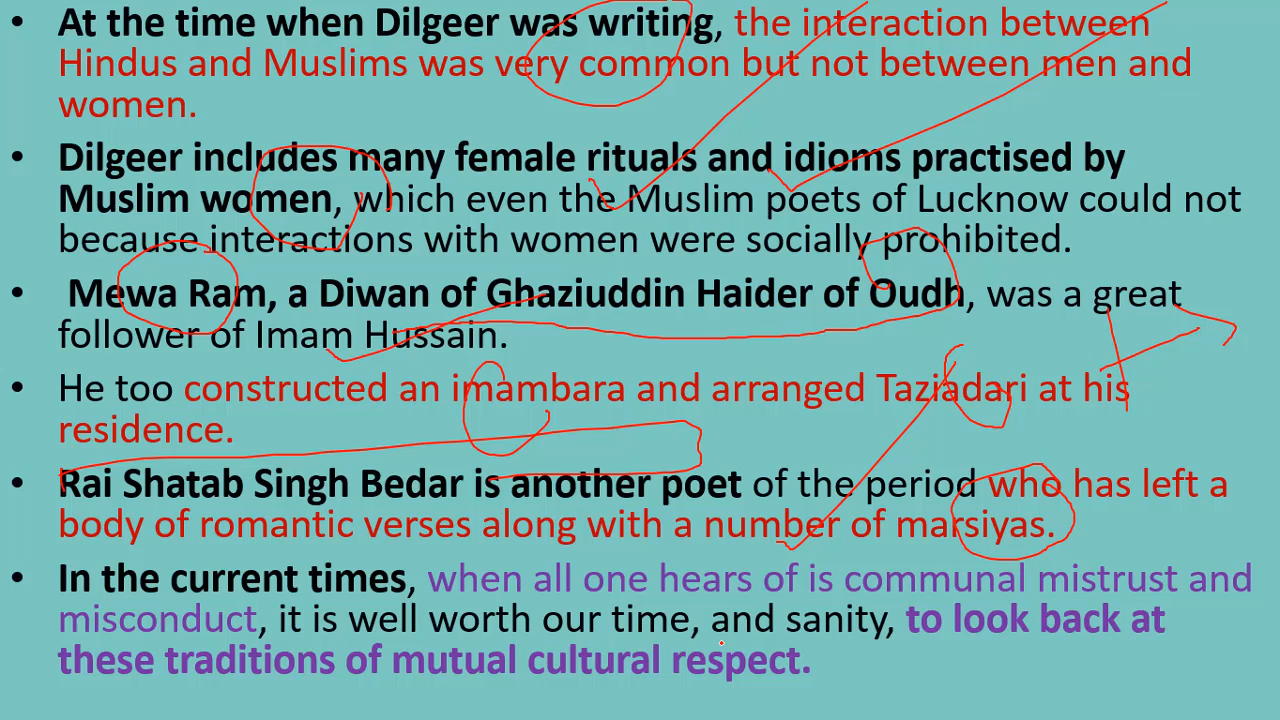 • At the time when Dilgeer was writing, the interaction between
Hindus and Muslims was very common but not between men and
women.
• Dilgeer includes many female rituals and idioms practised by
Muslim women, which even the Muslim poets of Lucknow could not
because interactions with women were socially prohibited.
• Mewa Ram, a Diwan of Ghaziuddin Haider of Oudh, was a great
follower of Imam Hussain.
• He too constructed an imambara and arranged Taziadari at his
residence.
• Rai Shatab Singh Bedar is another poet of the period who has left a
body of romantic verses along with a number of marsiyas.
• In the current times, when all one hears of is communal mistrust and
misconduct, it is well worth our time, and sanity, to look back at
these traditions of mutual cultural respect.